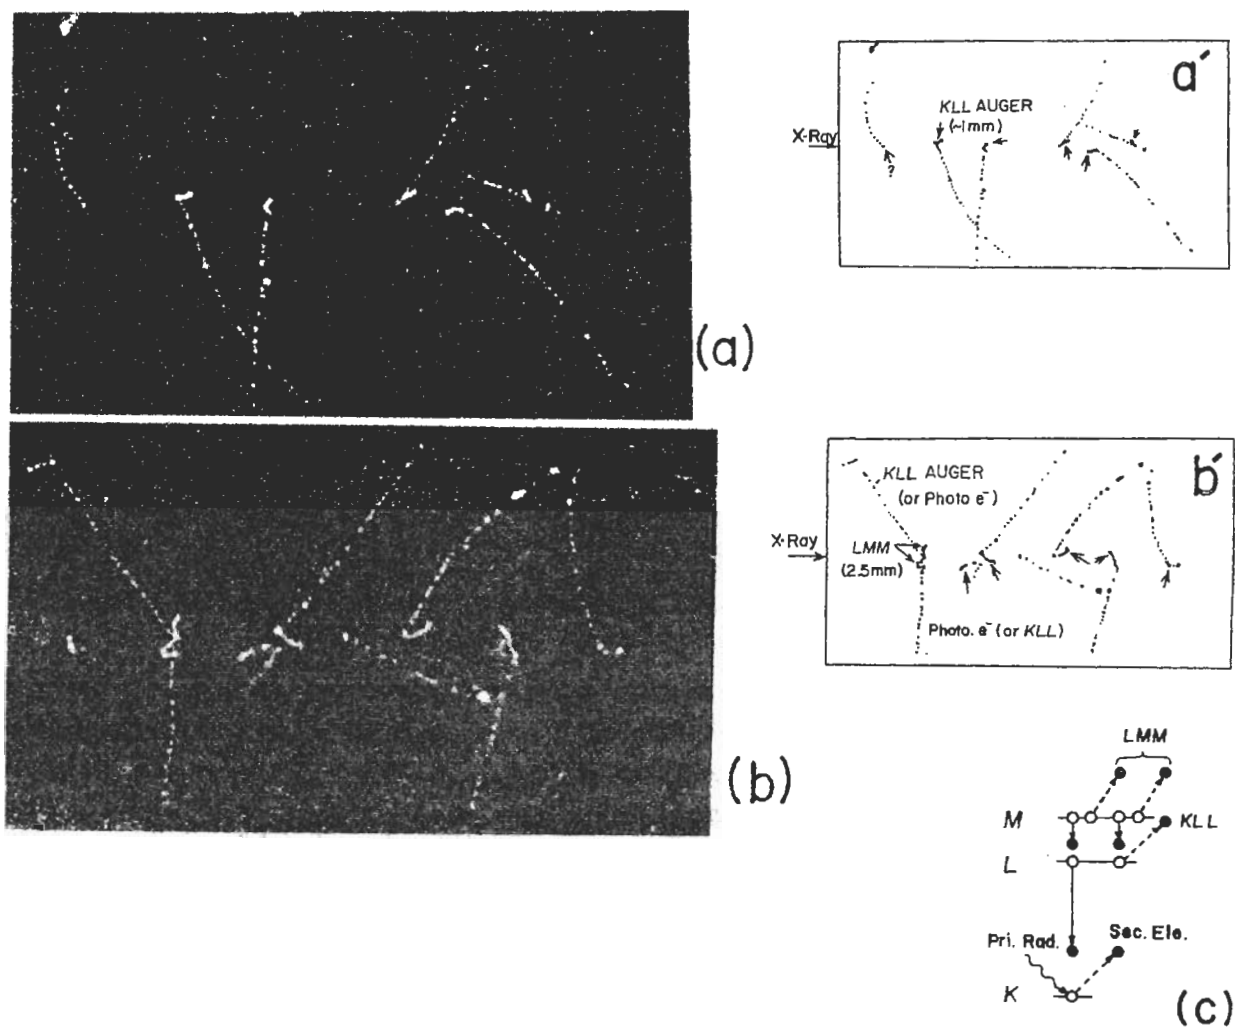 a′
KLL AUGER
(~1mm)
X-Ray
?
(a)
b′
KLL AUGER
(or Photo e⁻)
X-Ray
LMM
(2.5mm)
Photo. e⁻ (or KLL)
(b)
LMM
M
KLL
L
Pri. Rad.
Sec. Ele.
K
(c)